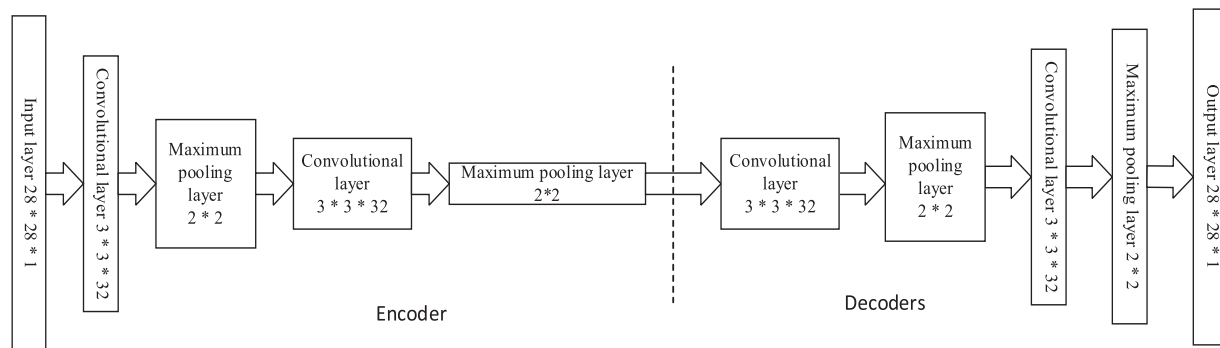 Input layer 28 * 28 * 1
Convolutional layer 3 * 3 * 32
Maximum
pooling
layer
2 * 2
Convolutional
layer
3 * 3 * 32
Maximum pooling layer
2*2
Convolutional
layer
3 * 3 * 32
Maximum
pooling
layer
2 * 2
Convolutional layer 3 * 3 * 32
Maximum pooling layer 2 * 2
Output layer 28 * 28 * 1
Encoder
Decoders